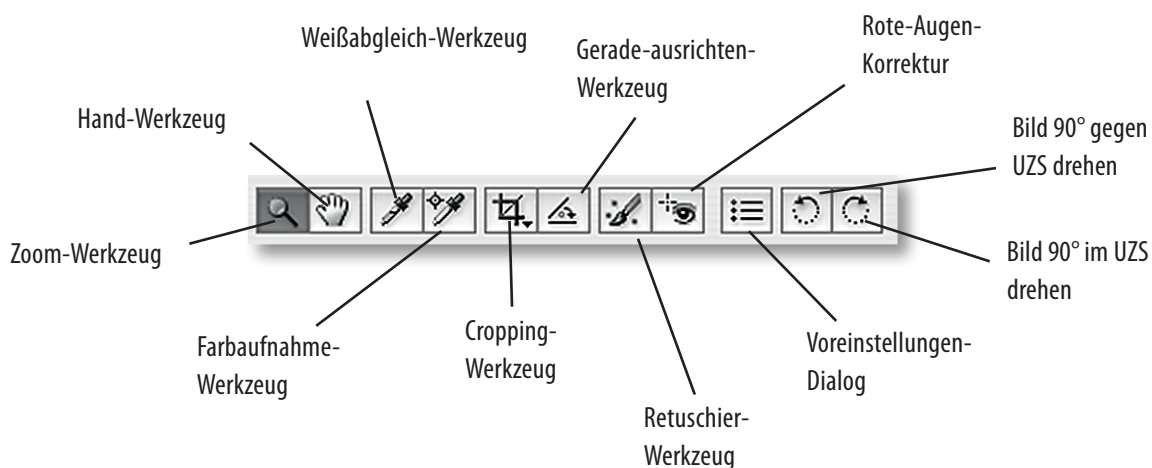 Weißabgleich-Werkzeug
Gerade-ausrichten-
Werkzeug
Rote-Augen-
Korrektur
Hand-Werkzeug
Bild 90° gegen
UZS drehen
Zoom-Werkzeug
Bild 90° im UZS
drehen
Farbaufnahme-
Werkzeug
Cropping-
Werkzeug
Voreinstellungen-
Dialog
Retuschier-
Werkzeug